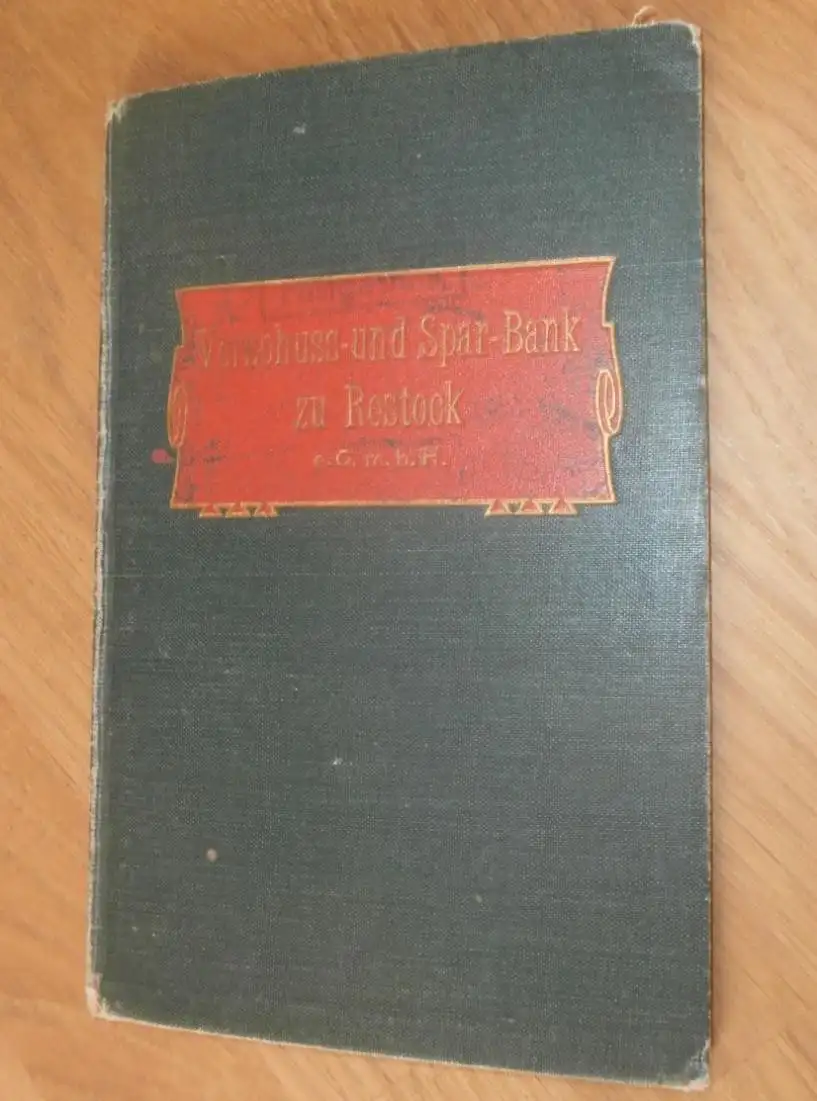 Vorschuss-und Spar-Bank
zu Rostock
e. G. m. b. H.